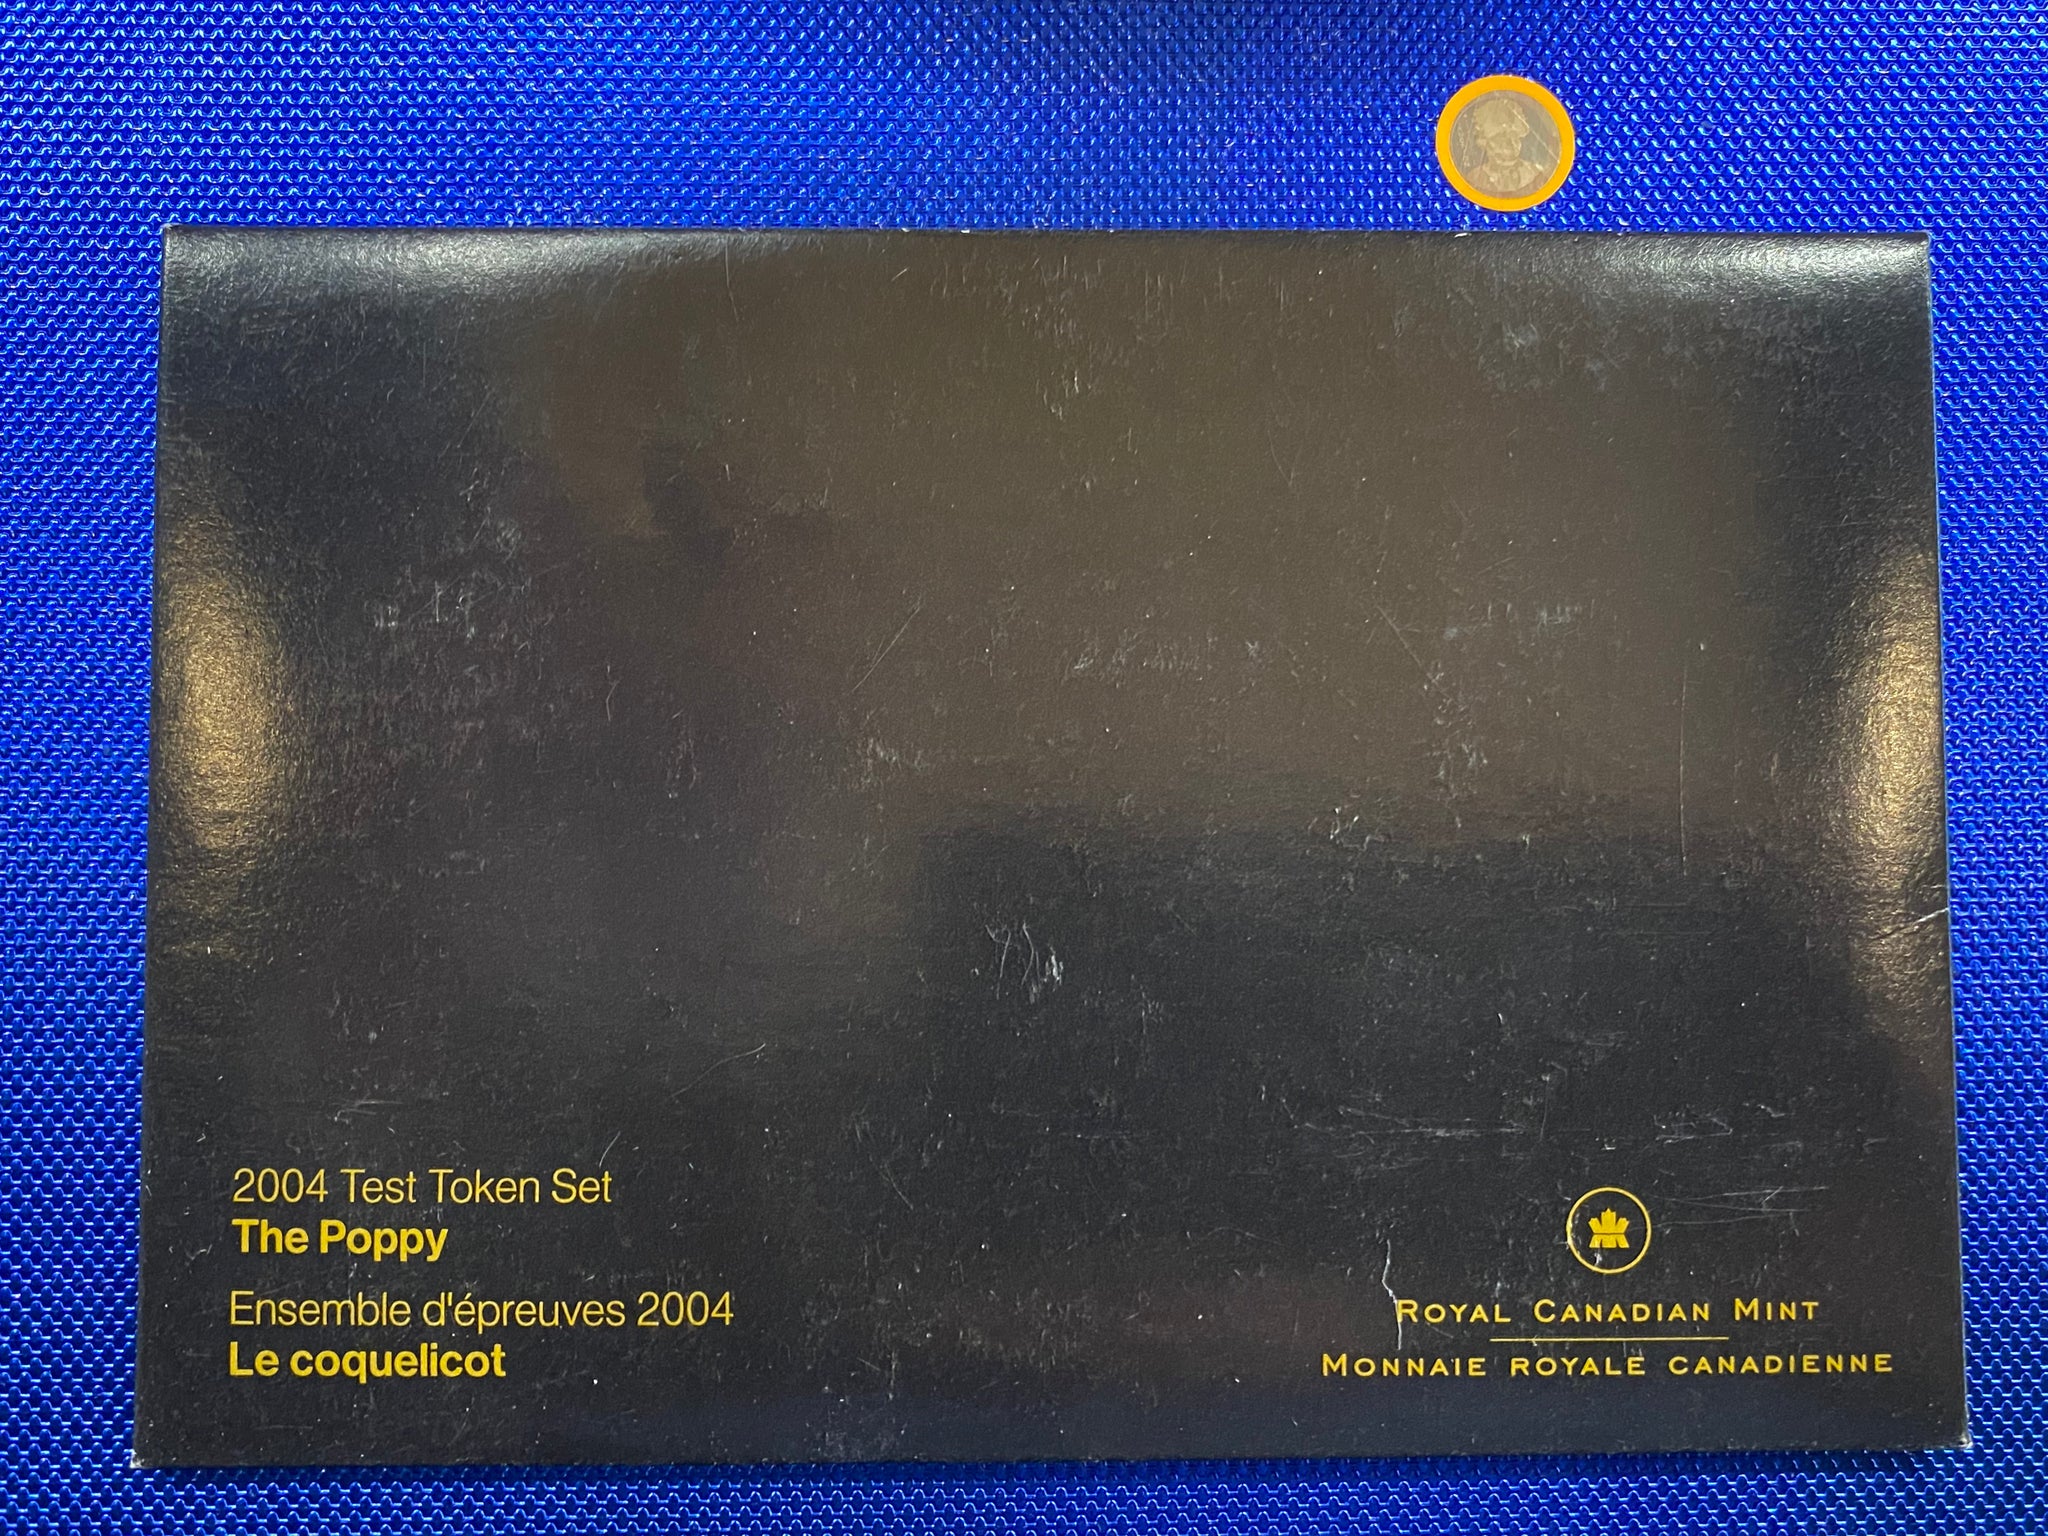 2004 Test Token Set
The Poppy
Ensemble d'épreuves 2004
Le coquelicot
ROYAL CANADIAN MINT
MONNAIE ROYALE CANADIENNE